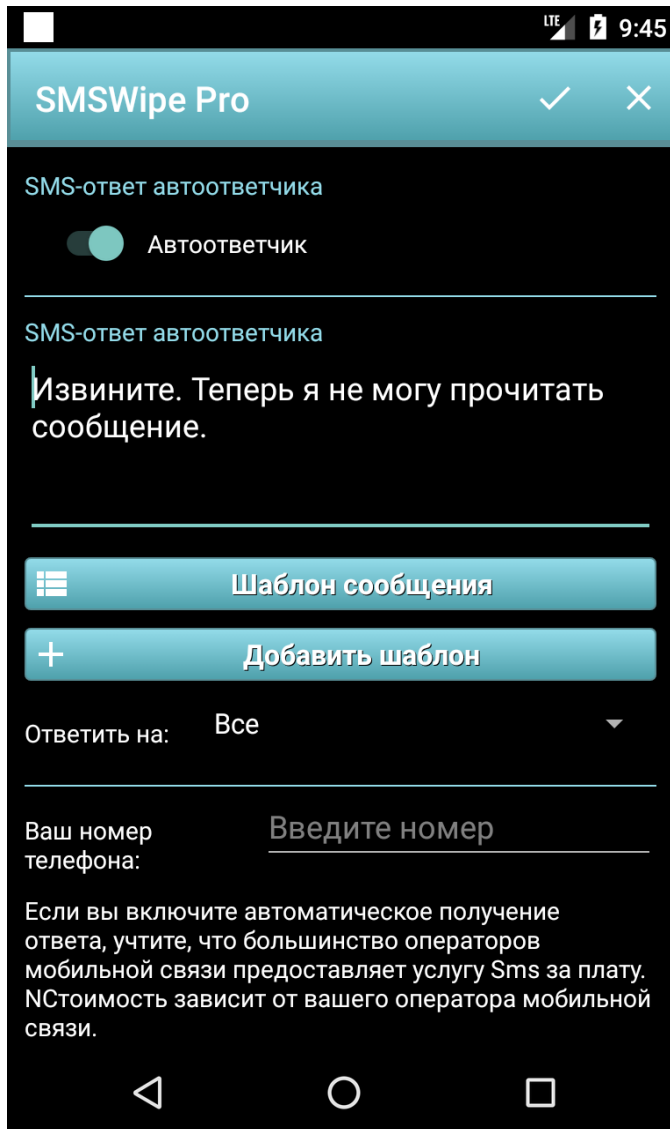 LTE 9:45
SMSWipe Pro
SMS-ответ автоответчика
Автоответчик
SMS-ответ автоответчика
Извините. Теперь я не могу прочитать
сообщение.
Шаблон сообщения
Добавить шаблон
Ответить на: Все
Ваш номер
телефона:
Введите номер
Если вы включите автоматическое получение
ответа, учтите, что большинство операторов
мобильной связи предоставляет услугу Sms за плату.
NСтоимость зависит от вашего оператора мобильной
связи.